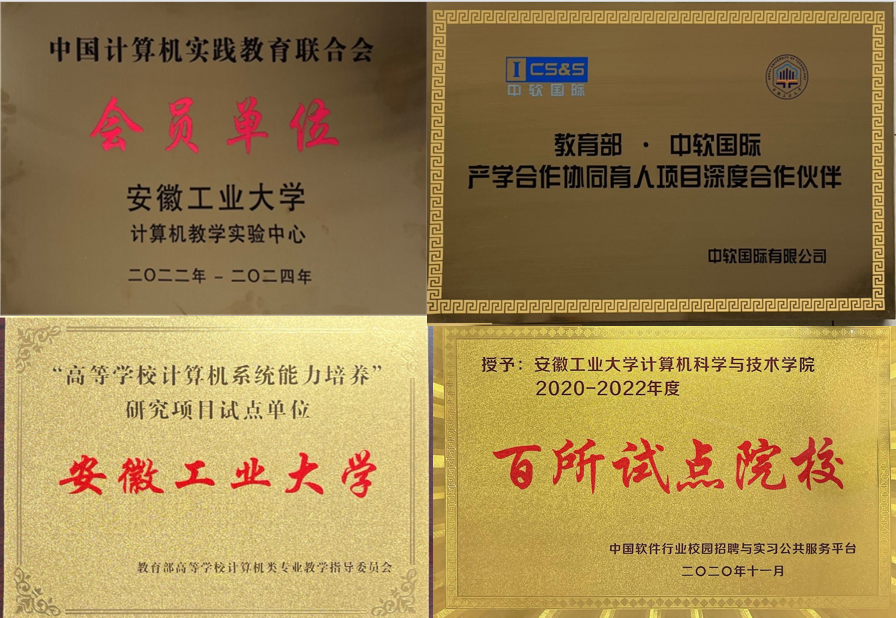 中国计算机实践教育联合会
会员单位
安徽工业大学
计算机教学实验中心
二〇二二年－二〇二四年
ICS&S
中软国际
教育部·中软国际
产学合作协同育人项目深度合作伙伴
中软国际有限公司
“高等学校计算机系统能力培养”
研究项目试点单位
安徽工业大学
教育部高等学校计算机类专业教学指导委员会
授予：安徽工业大学计算机科学与技术学院
2020-2022年度
百所试点院校
中国软件行业校园招聘与实习公共服务平台
二〇二〇年十一月